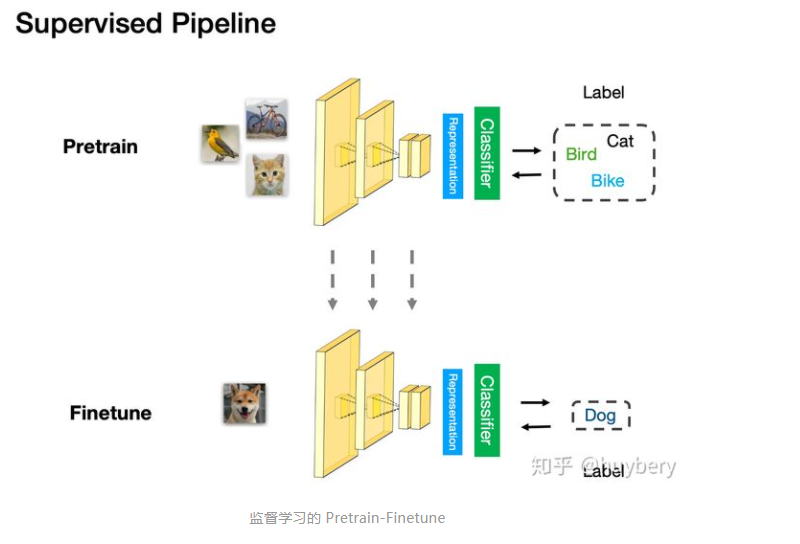 Supervised Pipeline
Label
Pretrain
Representation
Classifier
Cat
Bird
Bike
Finetune
Representation
Classifier
Dog
知乎 @huybery
Label
监督学习的 Pretrain-Finetune